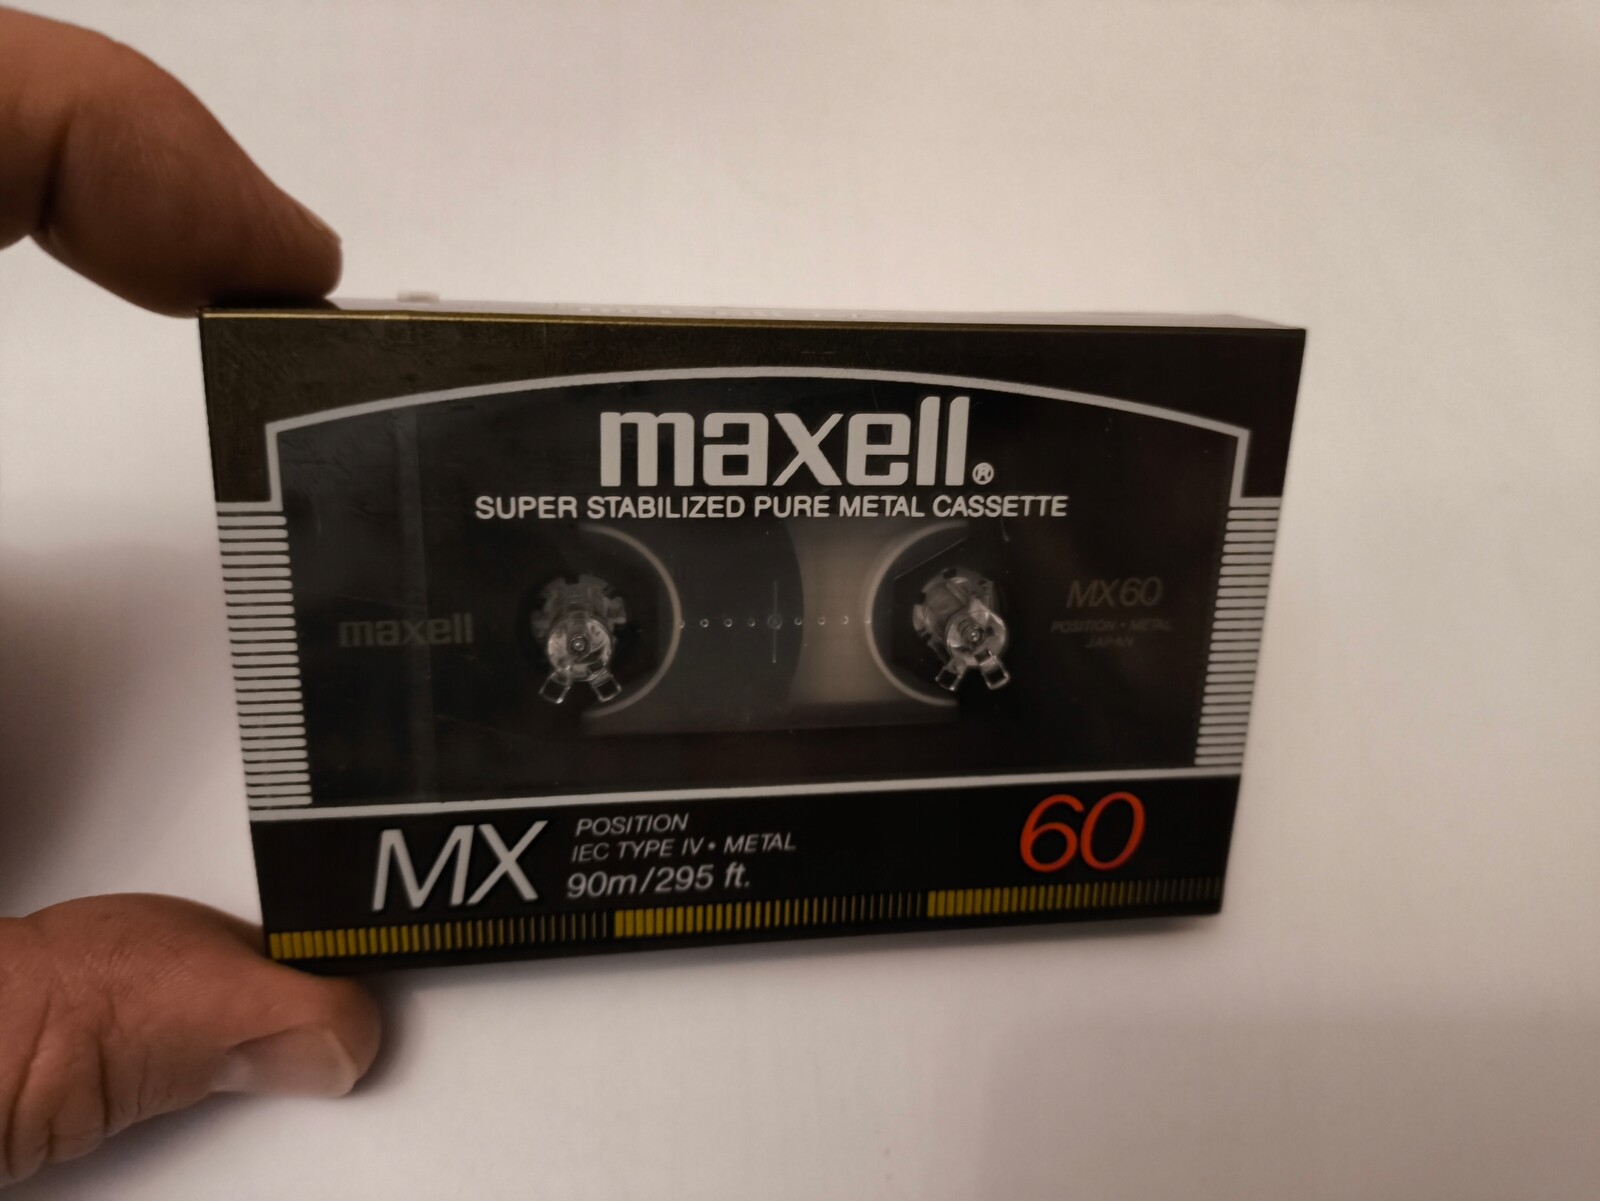 maxell®
SUPER STABILIZED PURE METAL CASSETTE
maxell
MX60
POSITION • METAL
JAPAN
MX
POSITION
IEC TYPE IV • METAL
90m/295 ft.
60